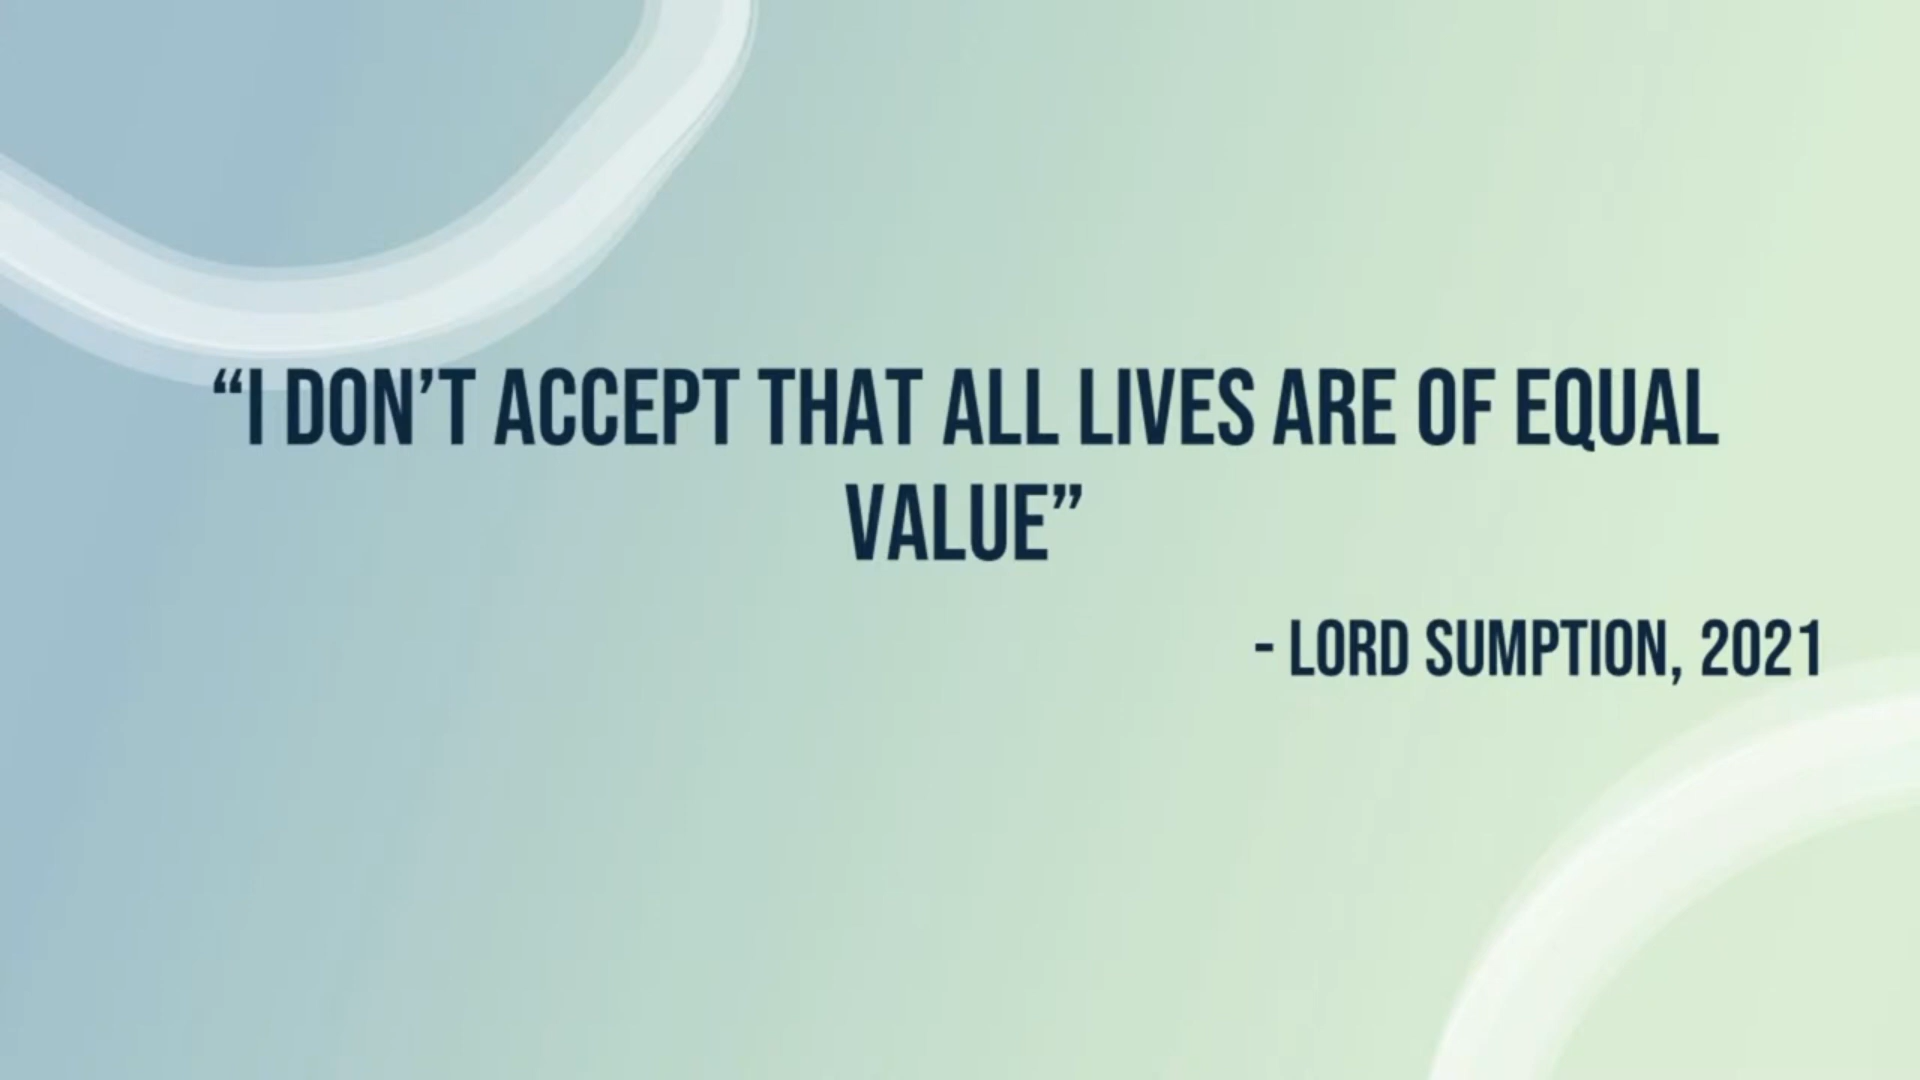 “I DON’T ACCEPT THAT ALL LIVES ARE OF EQUAL
VALUE”
- LORD SUMPTION, 2021